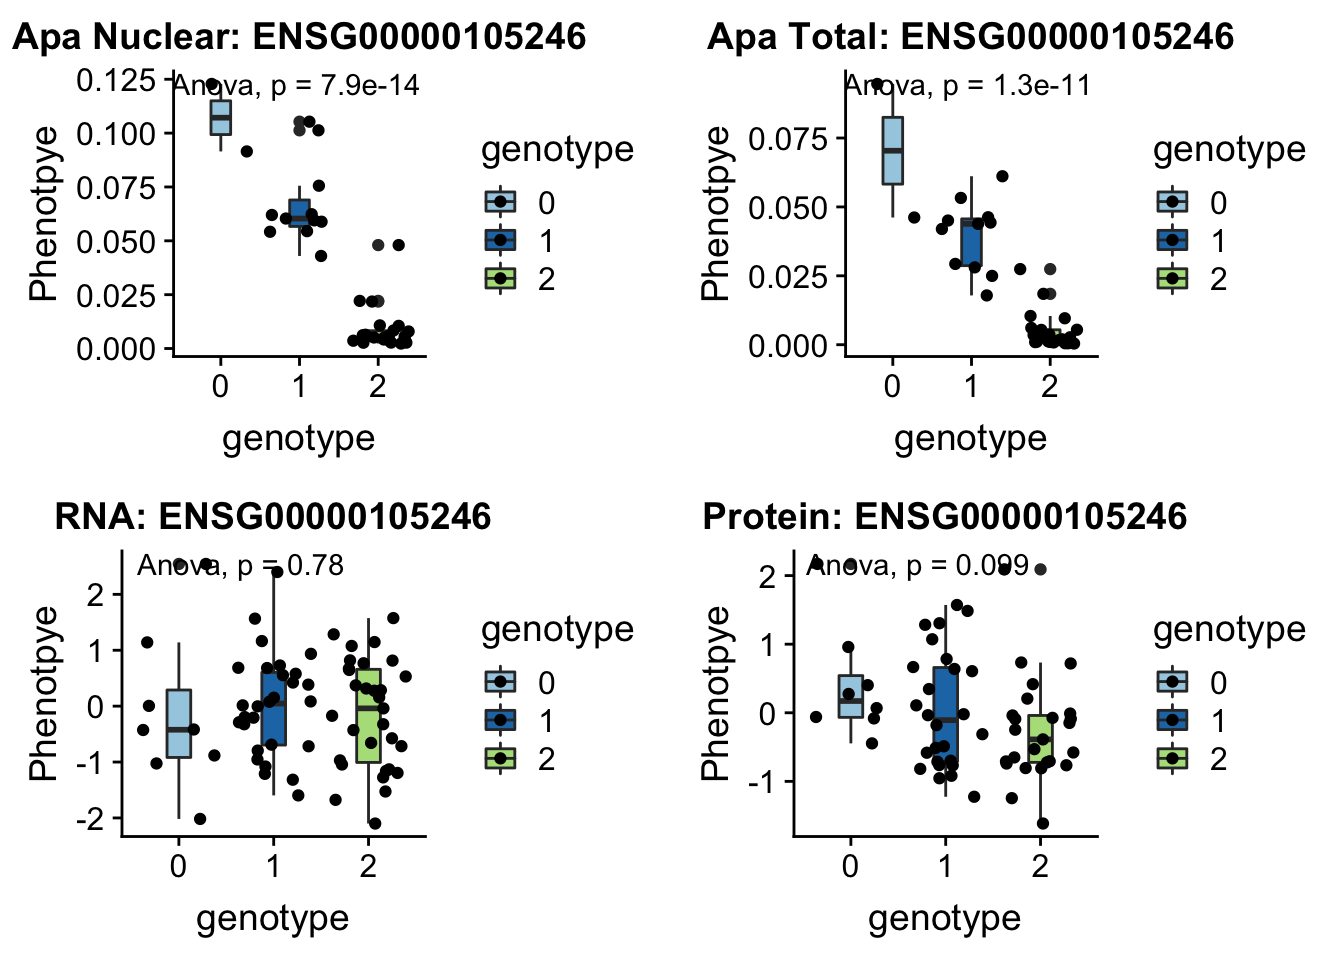 Apa Nuclear: ENSG00000105246
Anova, p = 7.9e-14
Phenotpye
0.125
0.100
0.075
0.050
0.025
0.000
0 1 2
genotype
genotype
0
1
2
Apa Total: ENSG00000105246
Anova, p = 1.3e-11
Phenotpye
0.075
0.050
0.025
0.000
0 1 2
genotype
genotype
0
1
2
RNA: ENSG00000105246
Anova, p = 0.78
Phenotpye
2
1
0
-1
-2
0 1 2
genotype
genotype
0
1
2
Protein: ENSG00000105246
Anova, p = 0.099
Phenotpye
2
1
0
-1
0 1 2
genotype
genotype
0
1
2